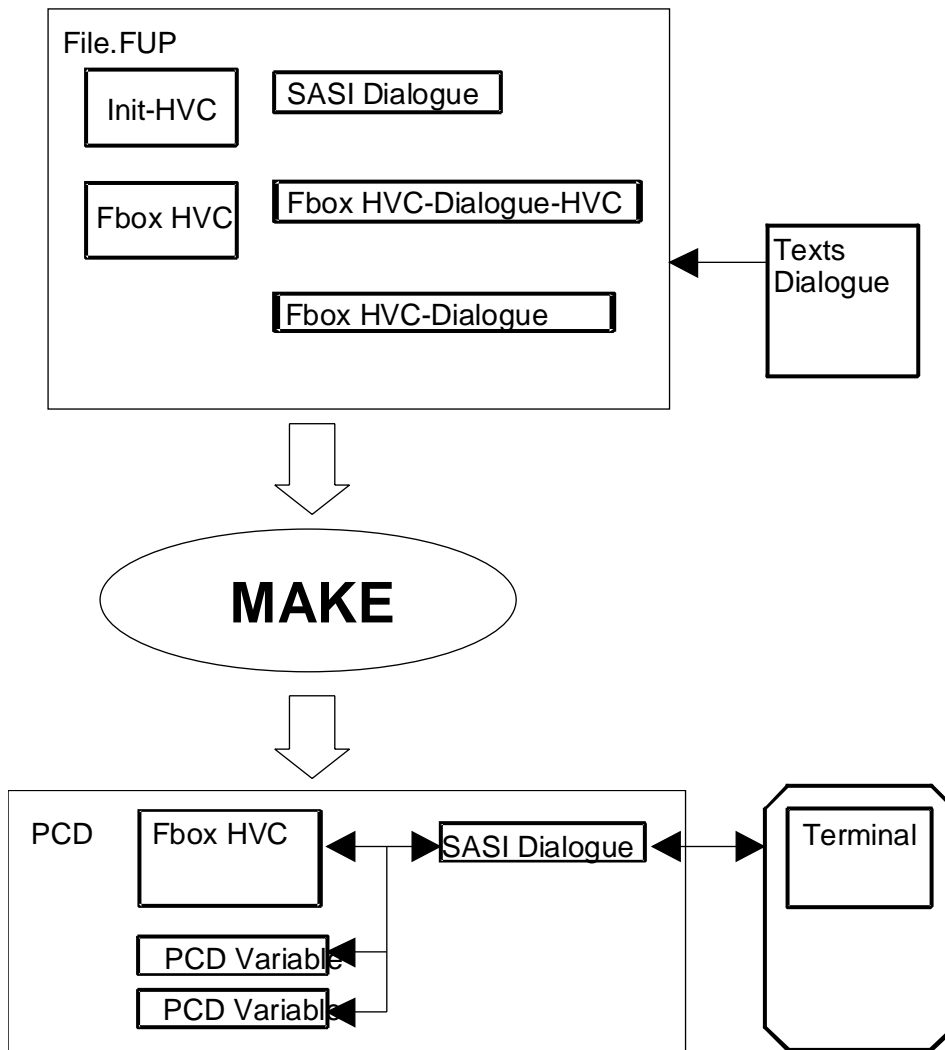 File.FUP
Init-HVC
SASI Dialogue
Fbox HVC
Fbox HVC-Dialogue-HVC
Texts
Dialogue
Fbox HVC-Dialogue
MAKE
PCD
Fbox HVC
SASI Dialogue
Terminal
PCD Variable
PCD Variable